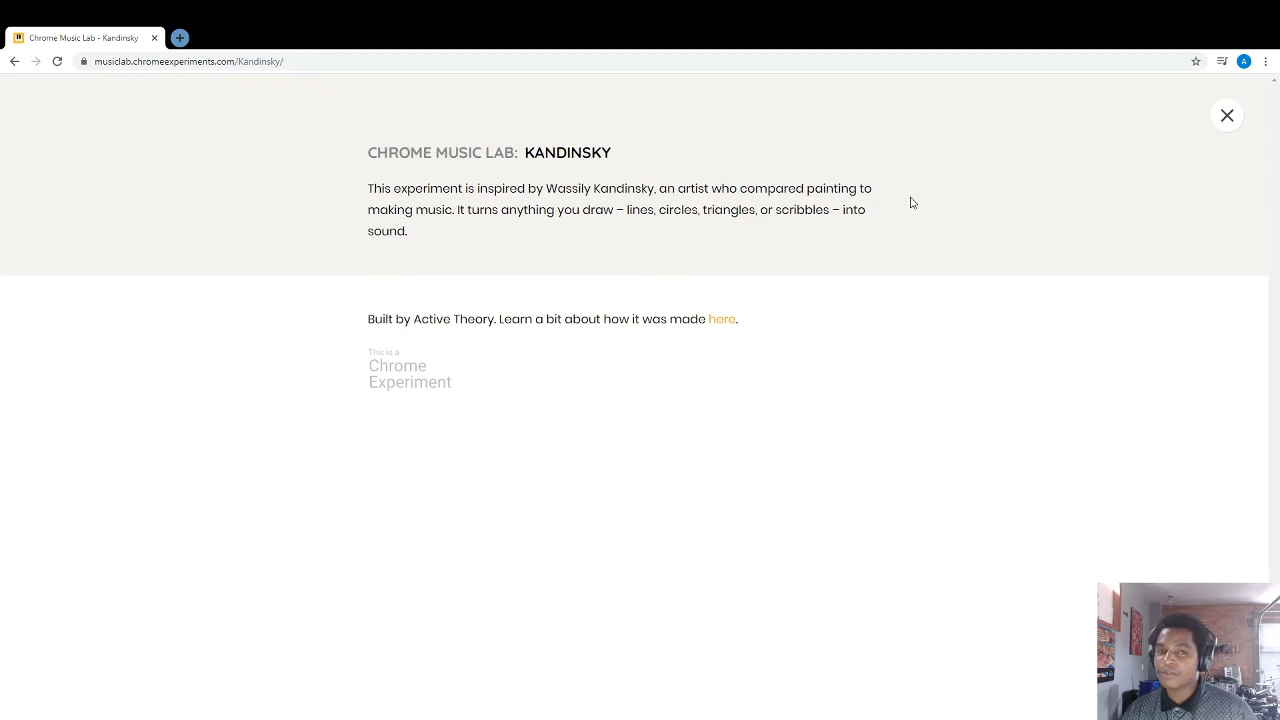 Chrome Music Lab - Kandinsky
musiclab.chromeexperiments.com/Kandinsky/
A
CHROME MUSIC LAB: KANDINSKY
This experiment is inspired by Wassily Kandinsky, an artist who compared painting to
making music. It turns anything you draw – lines, circles, triangles, or scribbles – into
sound.
Built by Active Theory. Learn a bit about how it was made here.
This is a
Chrome
Experiment